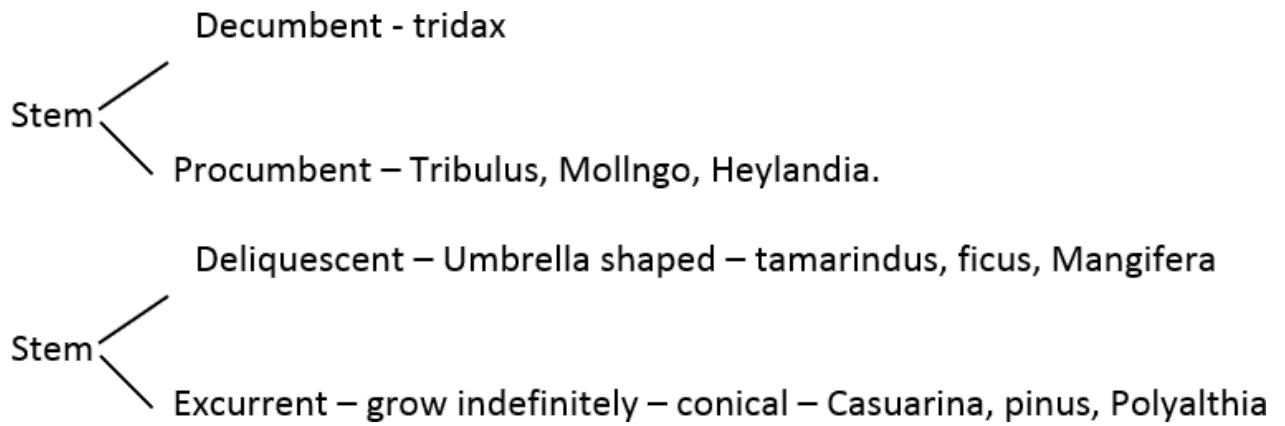 Decumbent - tridax
Stem
Procumbent – Tribulus, Mollngo, Heylandia.
Deliquescent – Umbrella shaped – tamarindus, ficus, Mangifera
Stem
Excurrent – grow indefinitely – conical – Casuarina, pinus, Polyalthia